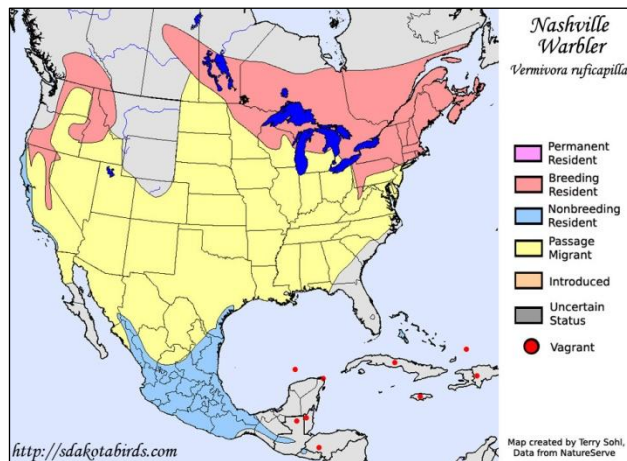 Nashville
Warbler
Vermivora ruficapilla
Permanent
Resident
Breeding
Resident
Nonbreeding
Resident
Passage
Migrant
Introduced
Uncertain
Status
Vagrant
http://sdakotabirds.com
Map created by Terry Sohl,
Data from NatureServe